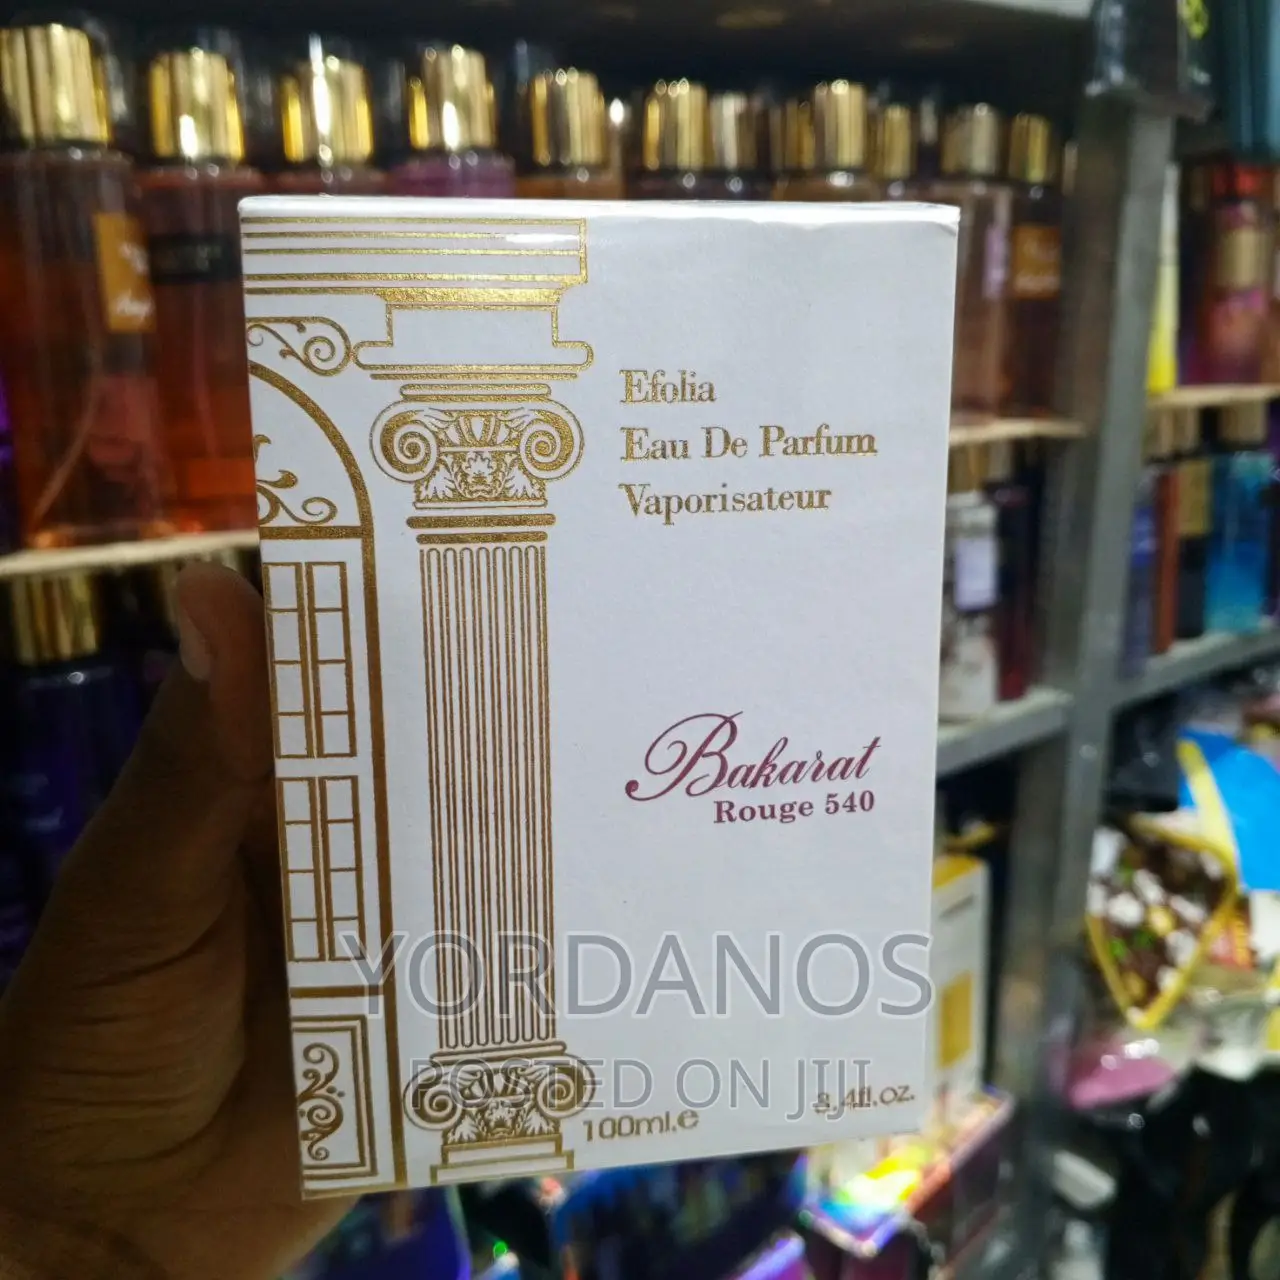 Efolia
Eau De Parfum
Vaporisateur
Bakarat
Rouge 540
YORDANOS
POSTED ON JIJI
100ml.e
3.4fl.oz.